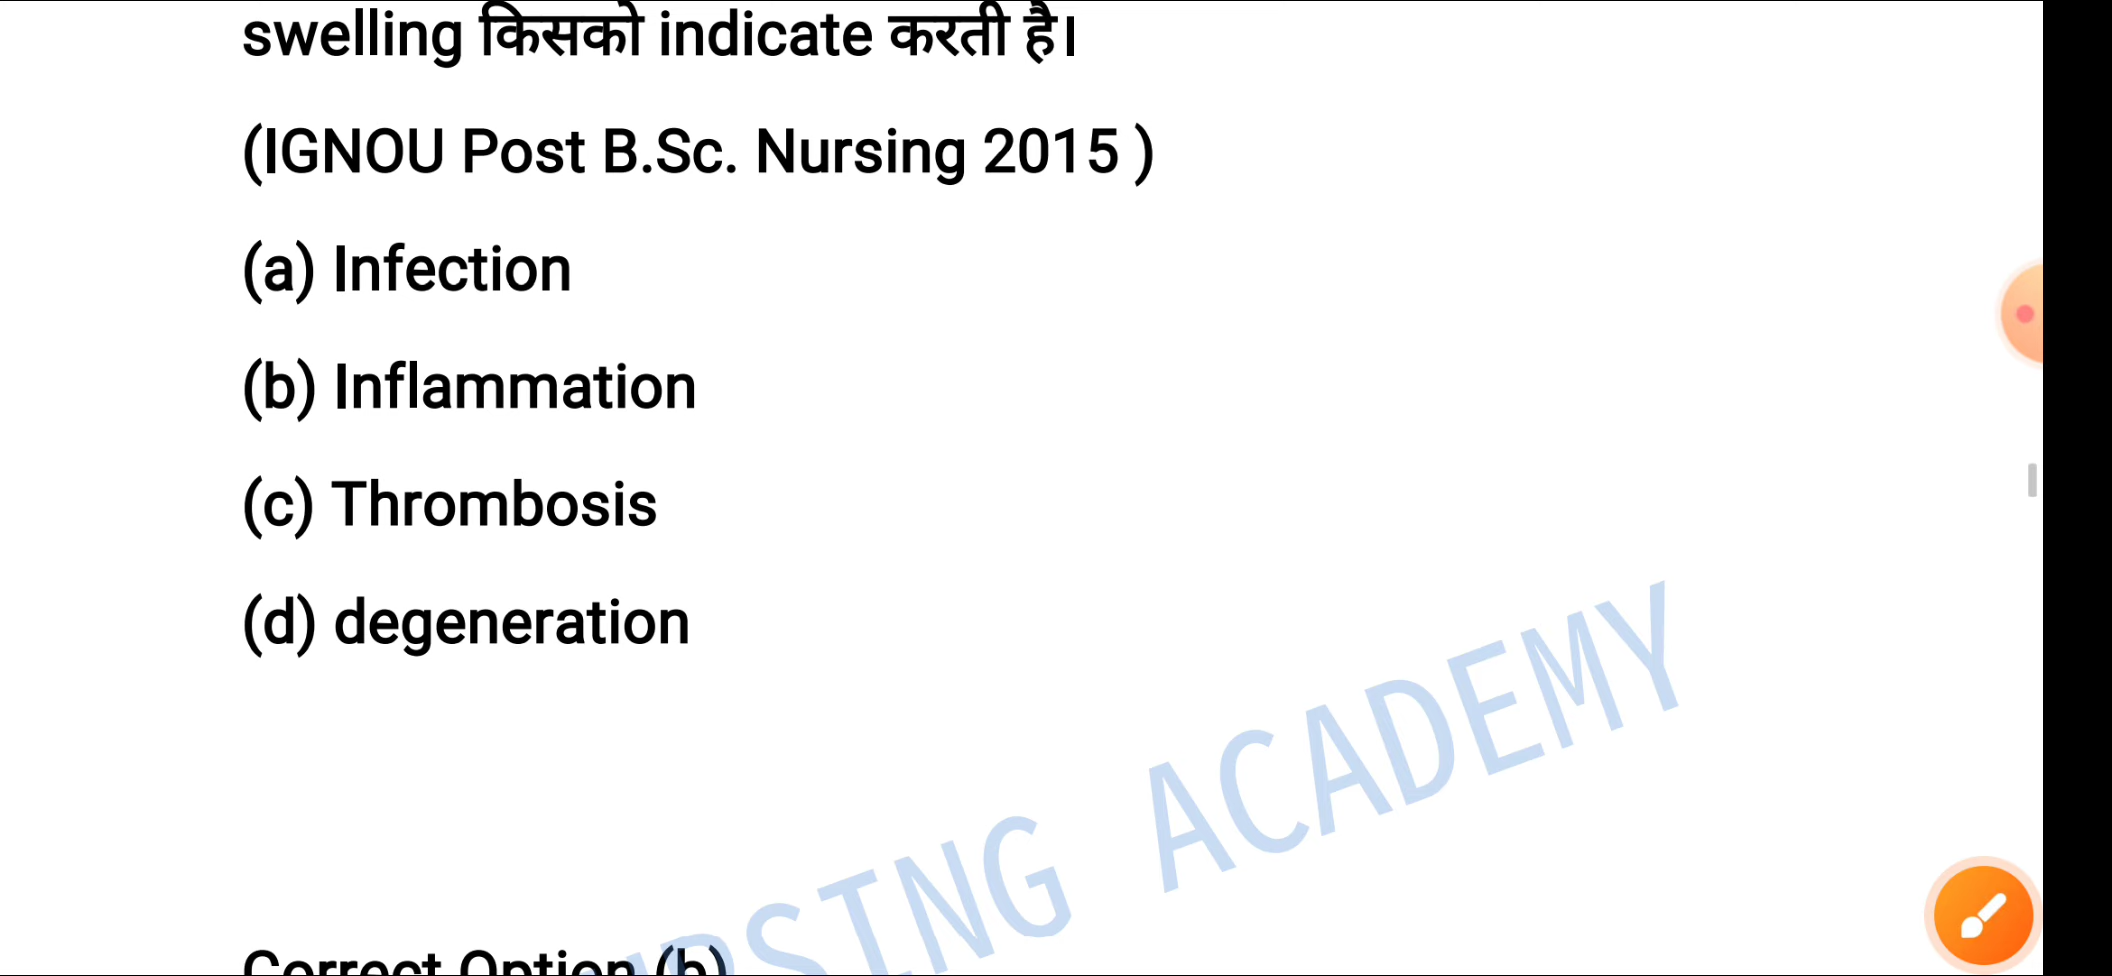 swelling किसको indicate करती है।
(IGNOU Post B.Sc. Nursing 2015 )
(a) Infection
(b) Inflammation
(c) Thrombosis
(d) degeneration
ACADEMY
Correct Option (b)